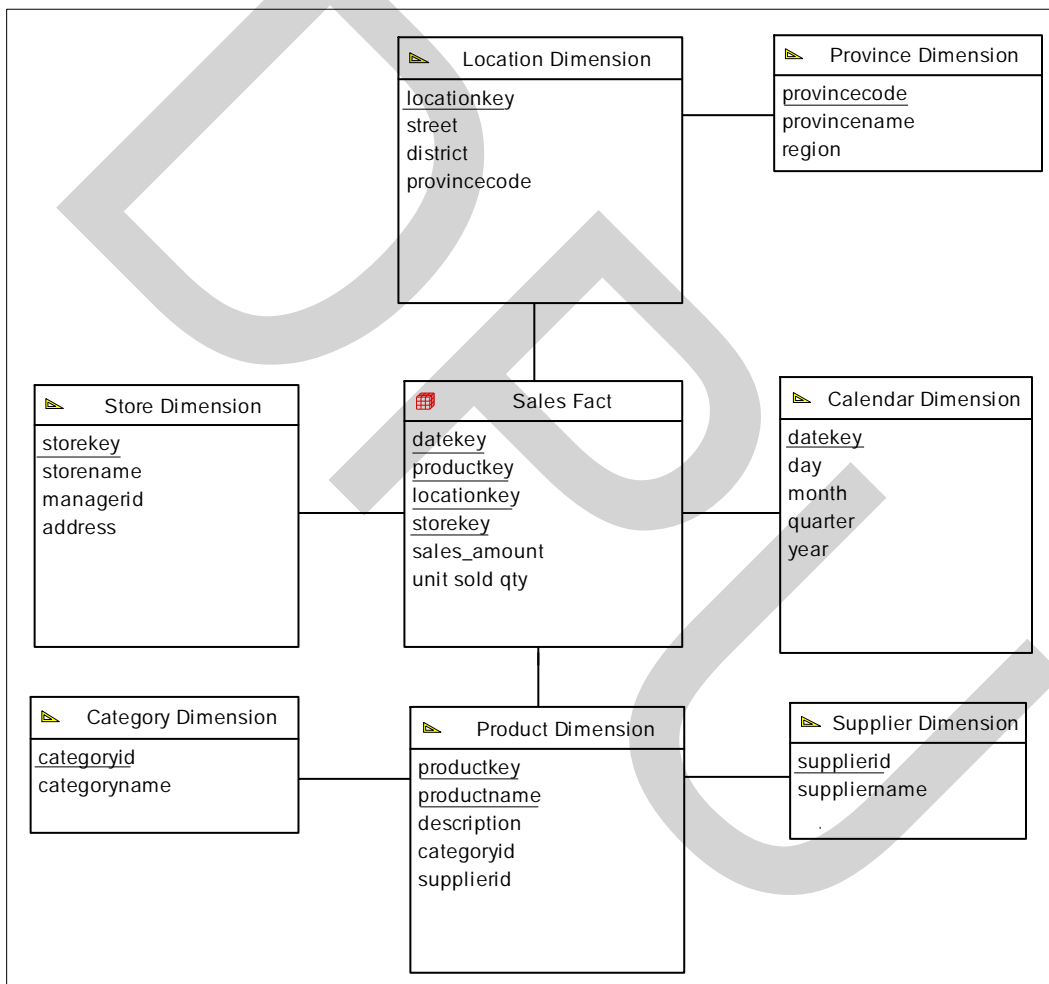 Location Dimension
locationkey
street
district
provincecode
Province Dimension
provincecode
provincename
region
Store Dimension
storekey
storename
managerid
address
Sales Fact
datekey
productkey
locationkey
storekey
sales_amount
unit sold qty
Calendar Dimension
datekey
day
month
quarter
year
Category Dimension
categoryid
categoryname
Product Dimension
productkey
productname
description
categoryid
supplierid
Supplier Dimension
supplierid
suppliername
.
DPU